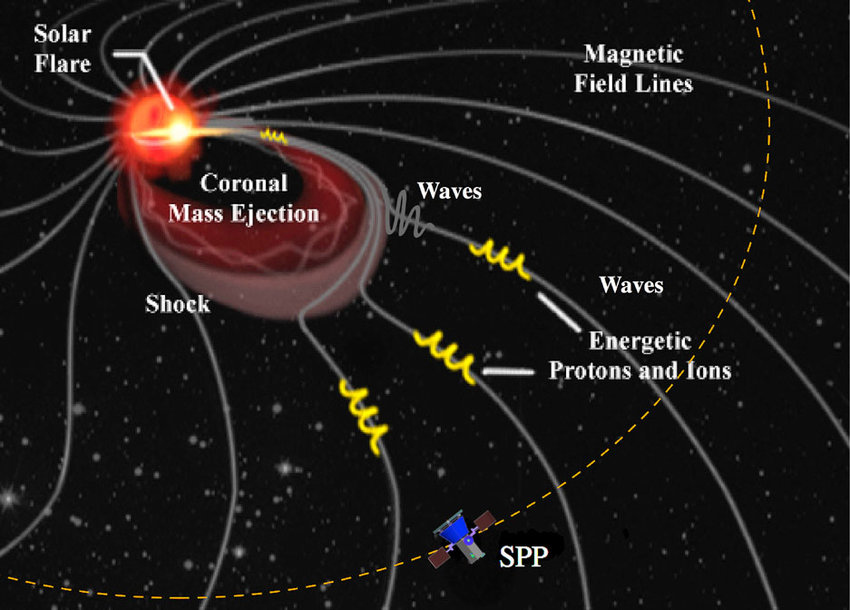 Solar
Flare
Magnetic
Field Lines
Coronal
Mass Ejection
Waves
Shock
Waves
Energetic
Protons and Ions
SPP